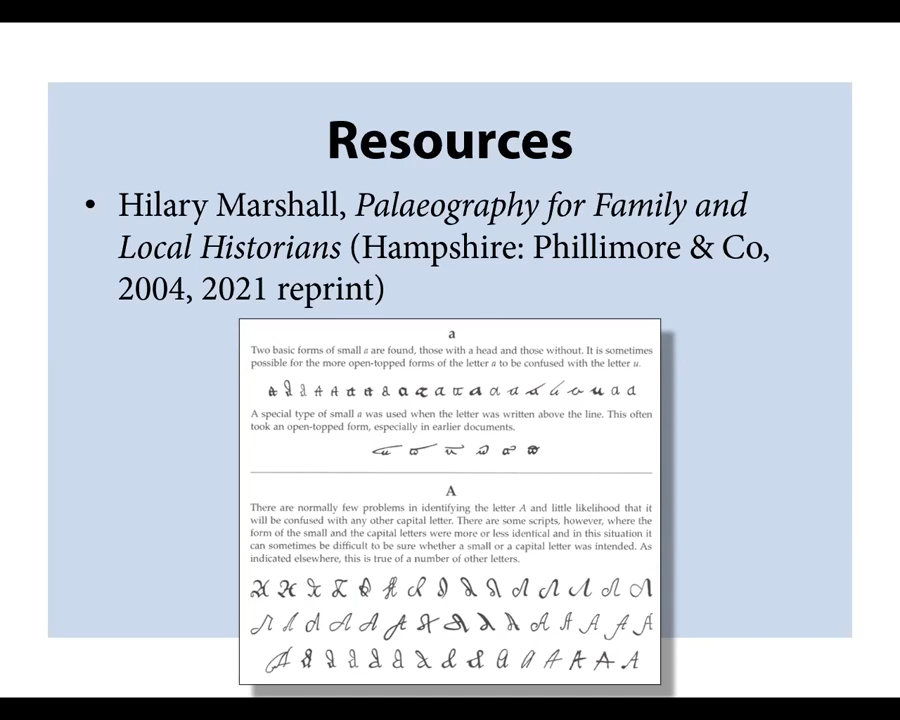 Resources
• Hilary Marshall, Palaeography for Family and
Local Historians (Hampshire: Phillimore & Co,
2004, 2021 reprint)
a
Two basic forms of small a are found, those with a head and those without. It is sometimes
possible for the more open-topped forms of the letter a to be confused with the letter u.
A special type of small a was used when the letter was written above the line. This often
took an open-topped form, especially in earlier documents.
A
There are normally few problems in identifying the letter A and little likelihood that it
will be confused with any other capital letter. There are some scripts, however, where the
form of the small and the capital letters were more or less identical and in this situation it
can sometimes be difficult to be sure whether a small or a capital letter was intended. As
indicated elsewhere, this is true of a number of other letters.